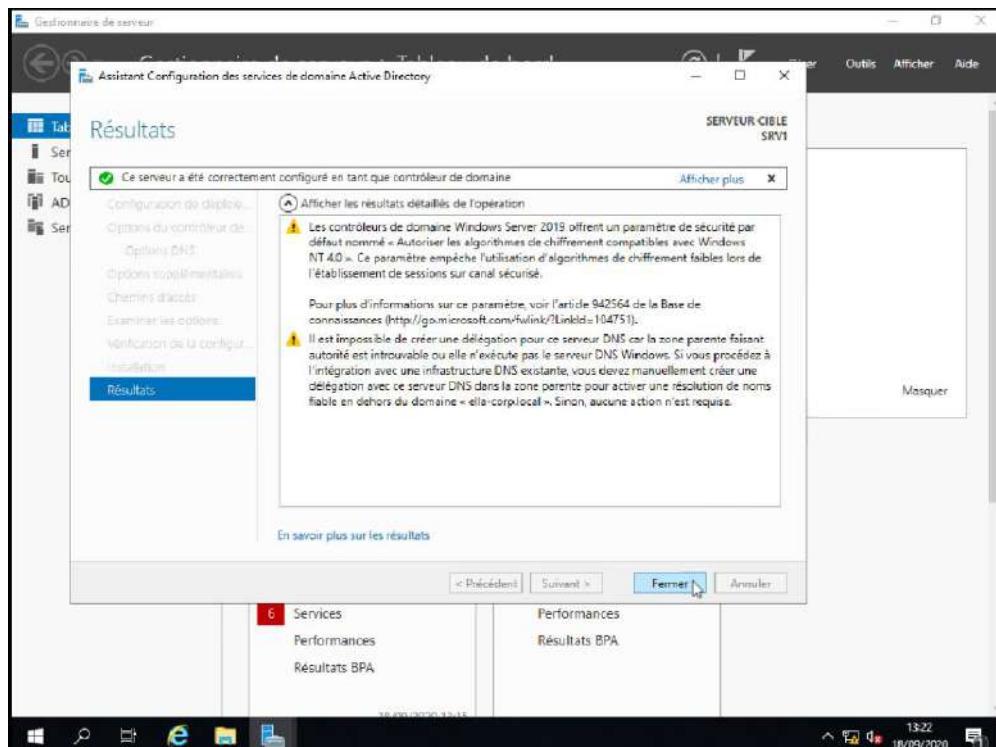 Gestionnaire de serveur
Outils Afficher Aide
Assistant Configuration des services de domaine Active Directory
Résultats
SERVEUR CIBLE
SRV1
Ce serveur a été correctement configuré en tant que contrôleur de domaine
Afficher plus
Tab
Ser
Tou
AD
Ser
Configuration de déploie...
Options du contrôleur de...
Options DNS
Options supplémentaires
Chemins d'accès
Examiner les options
Vérification de la configur...
Installation
Résultats
Afficher les résultats détaillés de l'opération
Les contrôleurs de domaine Windows Server 2019 offrent un paramètre de sécurité par
défaut nommé « Autoriser les algorithmes de chiffrement compatibles avec Windows
NT 4.0 ». Ce paramètre empêche l'utilisation d'algorithmes de chiffrement faibles lors de
l'établissement de sessions sur canal sécurisé.
Pour plus d'informations sur ce paramètre, voir l'article 942564 de la Base de
connaissances (http://go.microsoft.com/fwlink/?LinkId=104751).
Il est impossible de créer une délégation pour ce serveur DNS car la zone parente faisant
autorité est introuvable ou elle n'exécute pas le serveur DNS Windows. Si vous procédez à
l'intégration avec une infrastructure DNS existante, vous devez manuellement créer une
délégation avec ce serveur DNS dans la zone parente pour activer une résolution de noms
fiable en dehors du domaine « ella-corp.local ». Sinon, aucune action n'est requise.
Masquer
En savoir plus sur les résultats
< Précédent Suivant > Fermer Annuler
6 Services
Performances
Résultats BPA
18/09/2020 13:15
Performances
Résultats BPA
13:22
18/09/2020